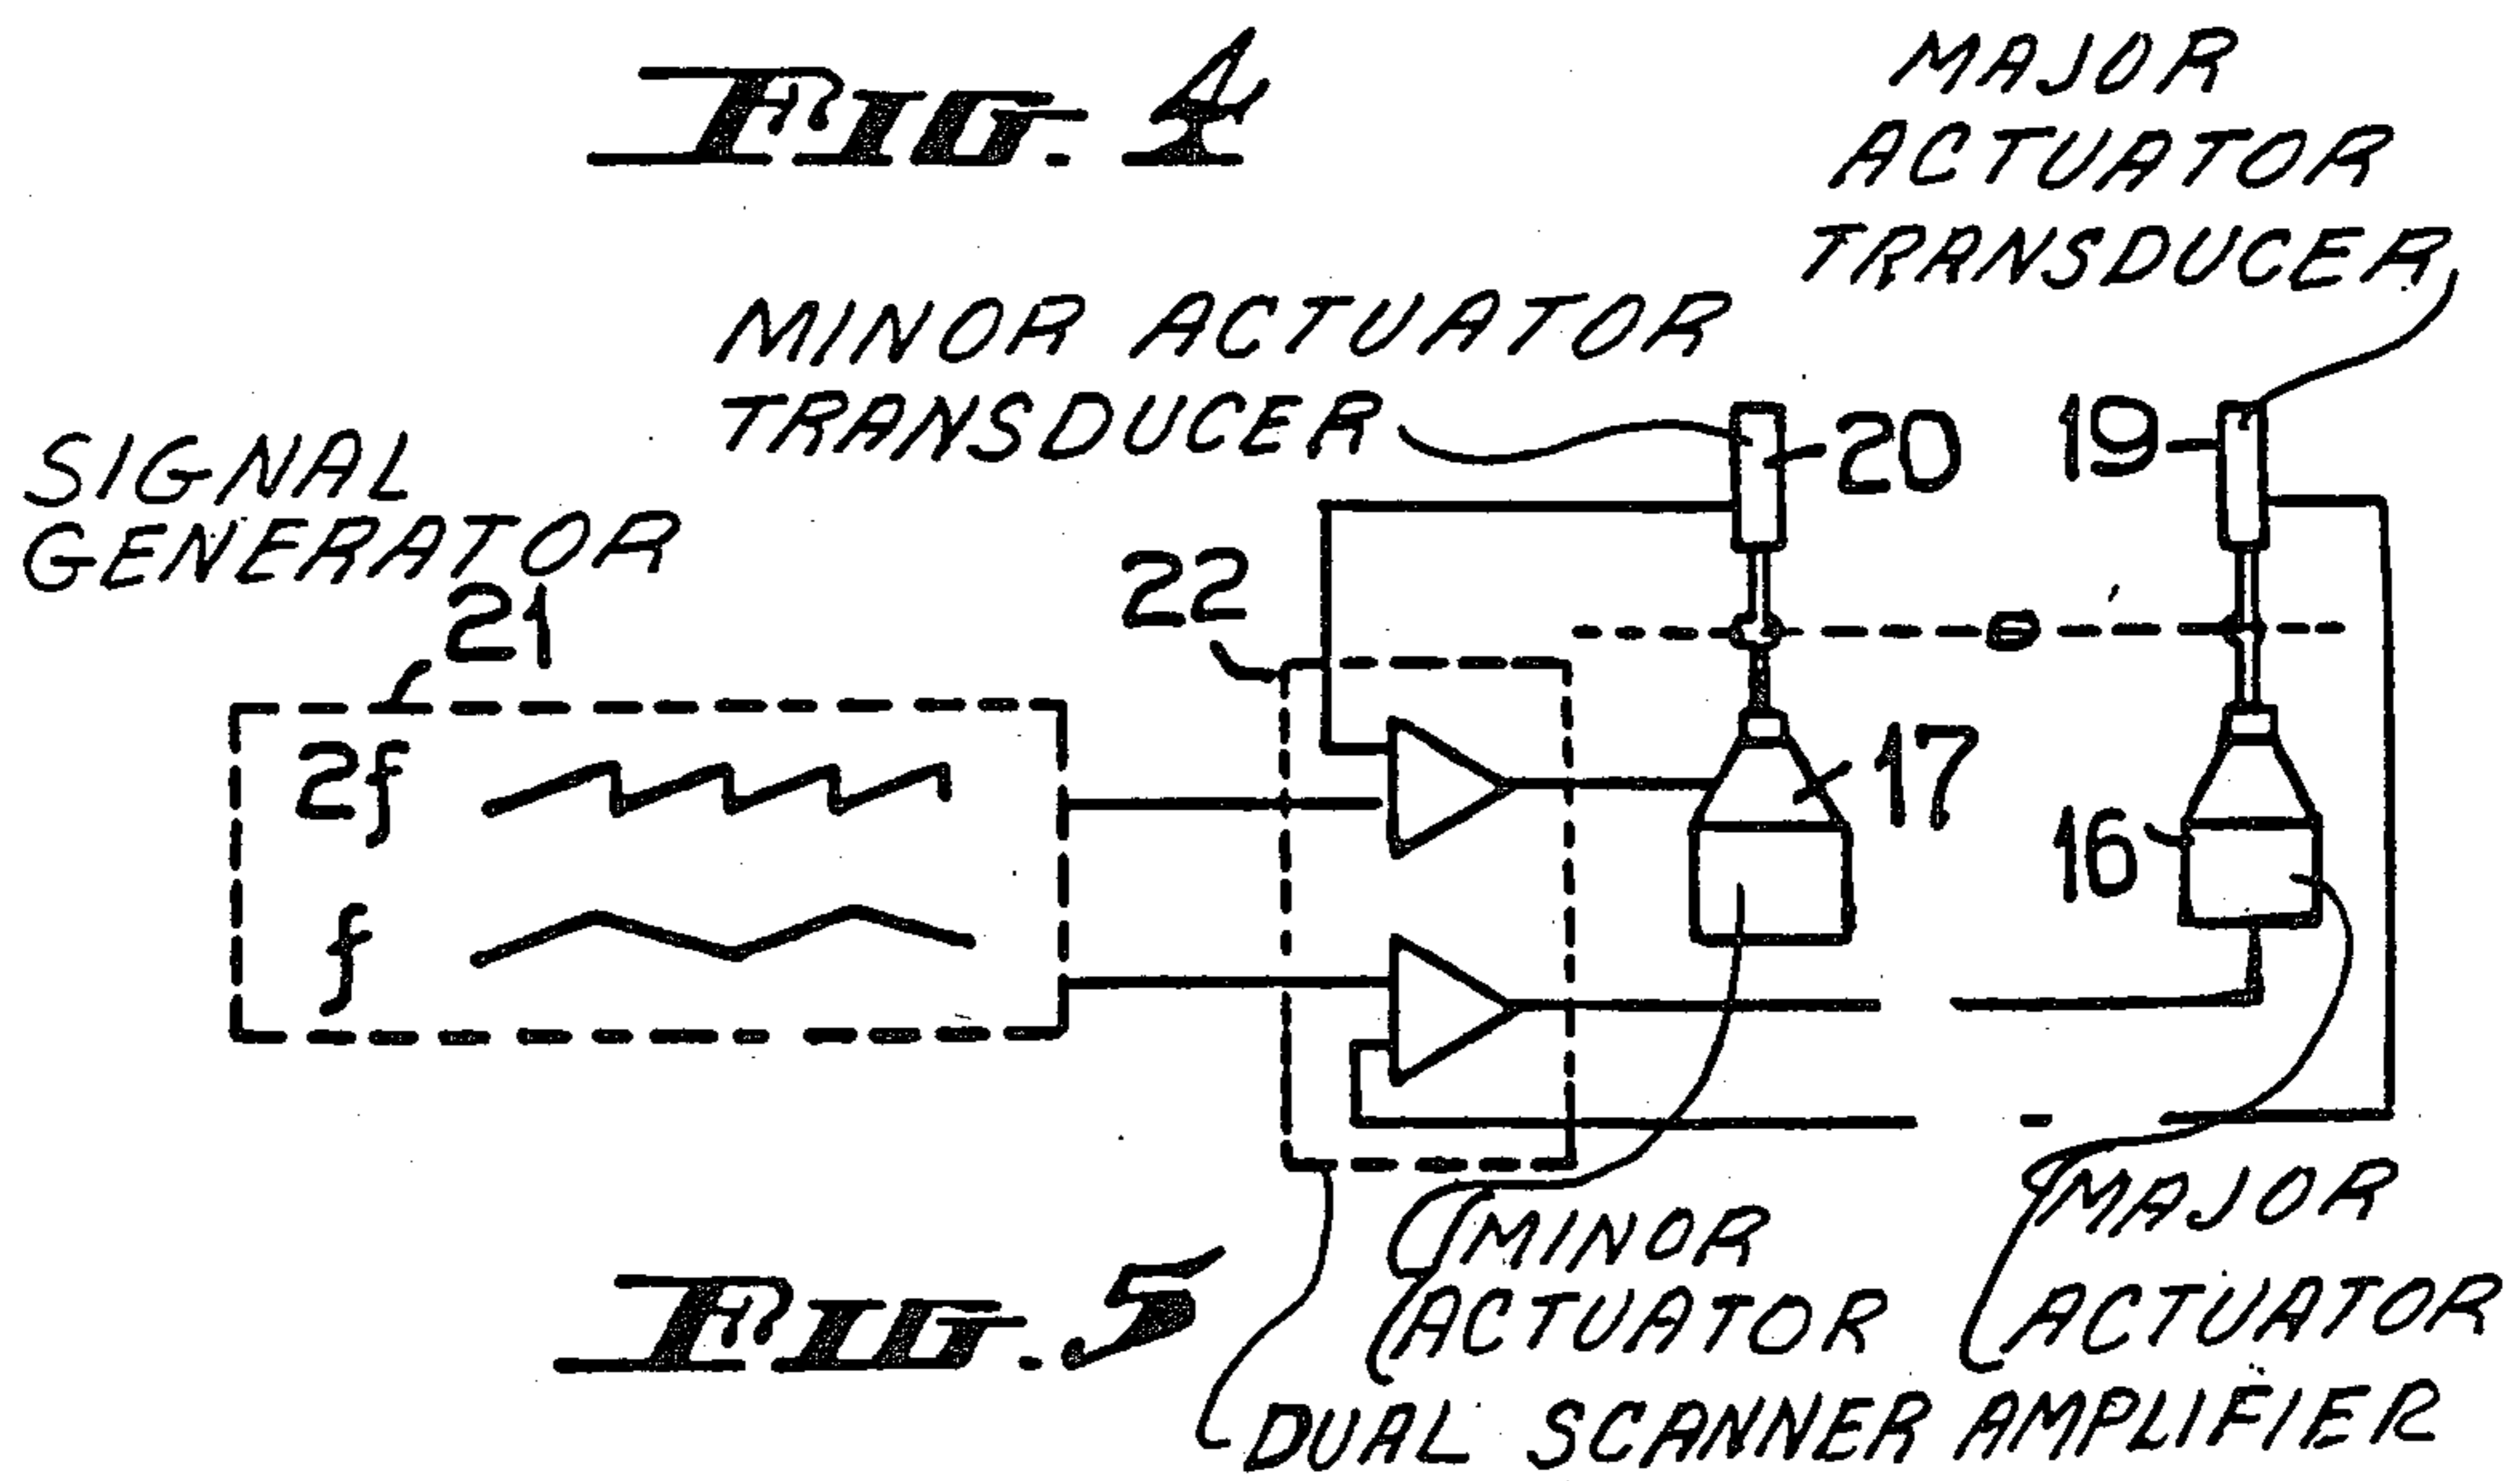 FIG. 4
MAJOR
ACTUATOR
TRANSDUCER
MINOR ACTUATOR
TRANSDUCER
20
19
SIGNAL
GENERATOR
21
22
2f
17
16
f
MINOR
ACTUATOR
MAJOR
ACTUATOR
FIG. 5
DUAL SCANNER AMPLIFIER